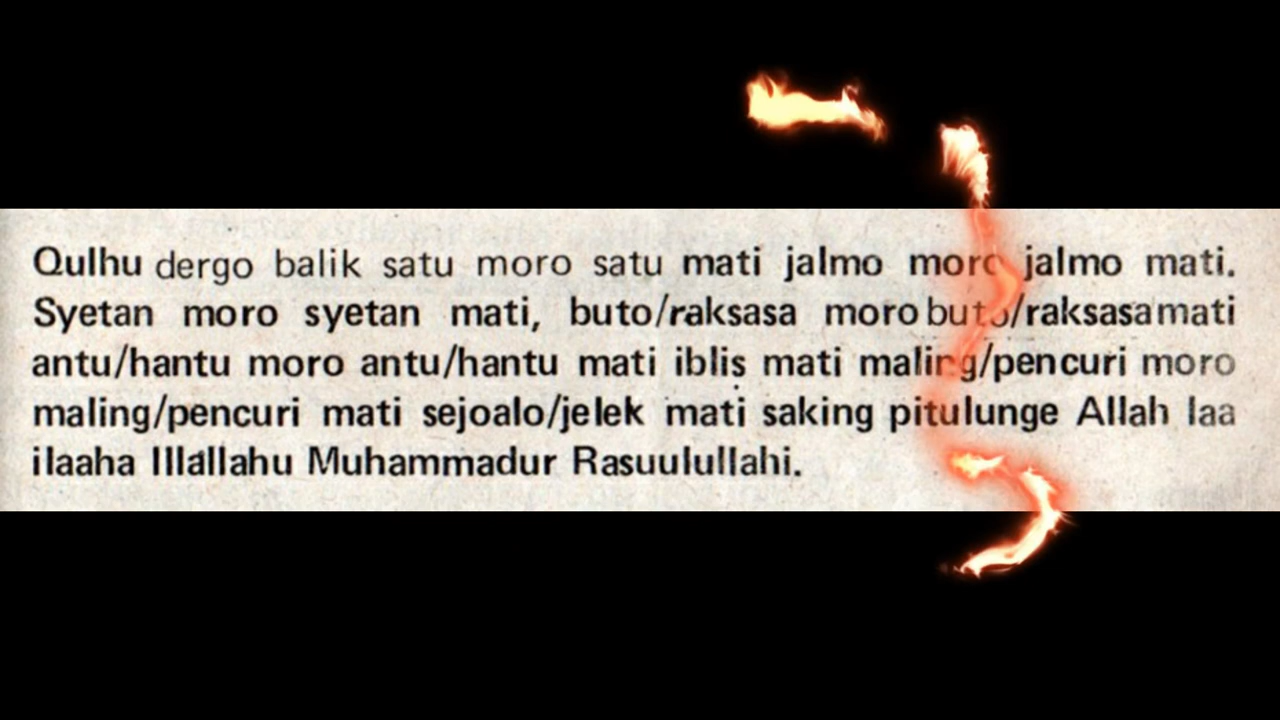 Qulhu dergo balik satu moro satu mati jalmo moro jalmo mati.
Syetan moro syetan mati, buto/raksasa moro buto/raksasa mati
antu/hantu moro antu/hantu mati iblis mati maling/pencuri moro
maling/pencuri mati sejoalo/jelek mati saking pitulunge Allah laa
ilaaha Illallahu Muhammadur Rasuulullahi.